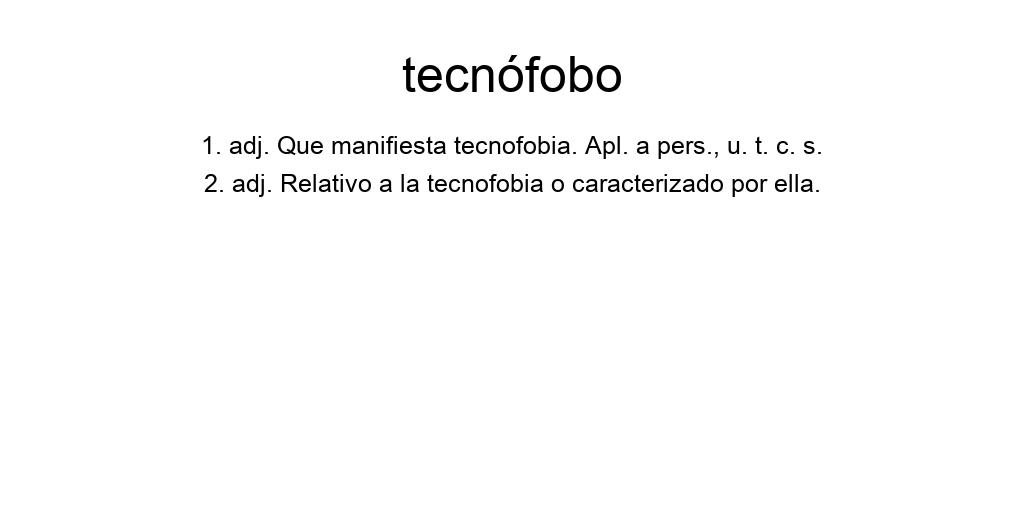 tecnófobo
1. adj. Que manifiesta tecnofobia. Apl. a pers., u. t. c. s.
2. adj. Relativo a la tecnofobia o caracterizado por ella.